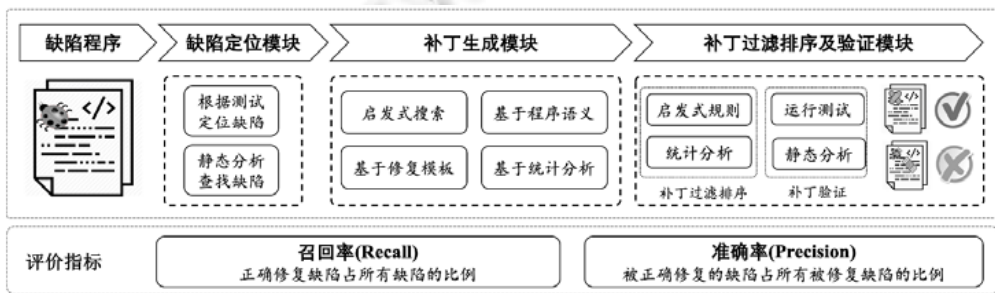 缺陷程序
缺陷定位模块
补丁生成模块
补丁过滤排序及验证模块
</>
根据测试
定位缺陷
静态分析
查找缺陷
启发式搜索
基于程序语义
基于修复模板
基于统计分析
启发式规则
统计分析
补丁过滤排序
运行测试
静态分析
补丁验证
</>
</>
评价指标
召回率(Recall)
正确修复缺陷占所有缺陷的比例
准确率(Precision)
被正确修复的缺陷占所有被修复缺陷的比例